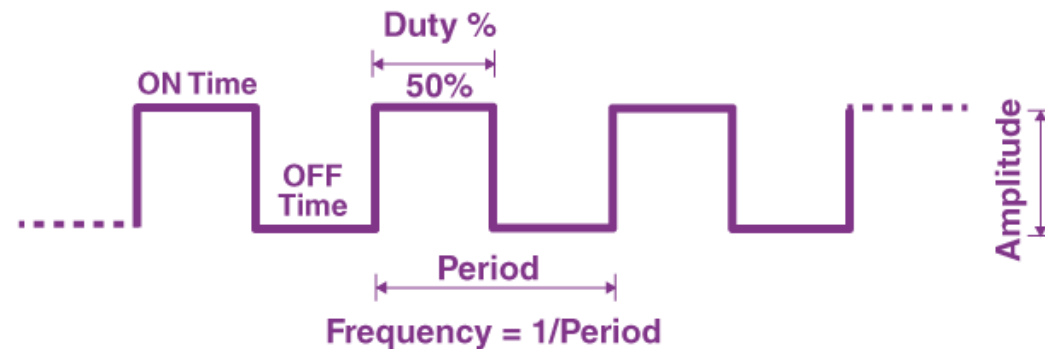 Duty %
50%
ON Time
OFF
Time
Amplitude
Period
Frequency = 1/Period